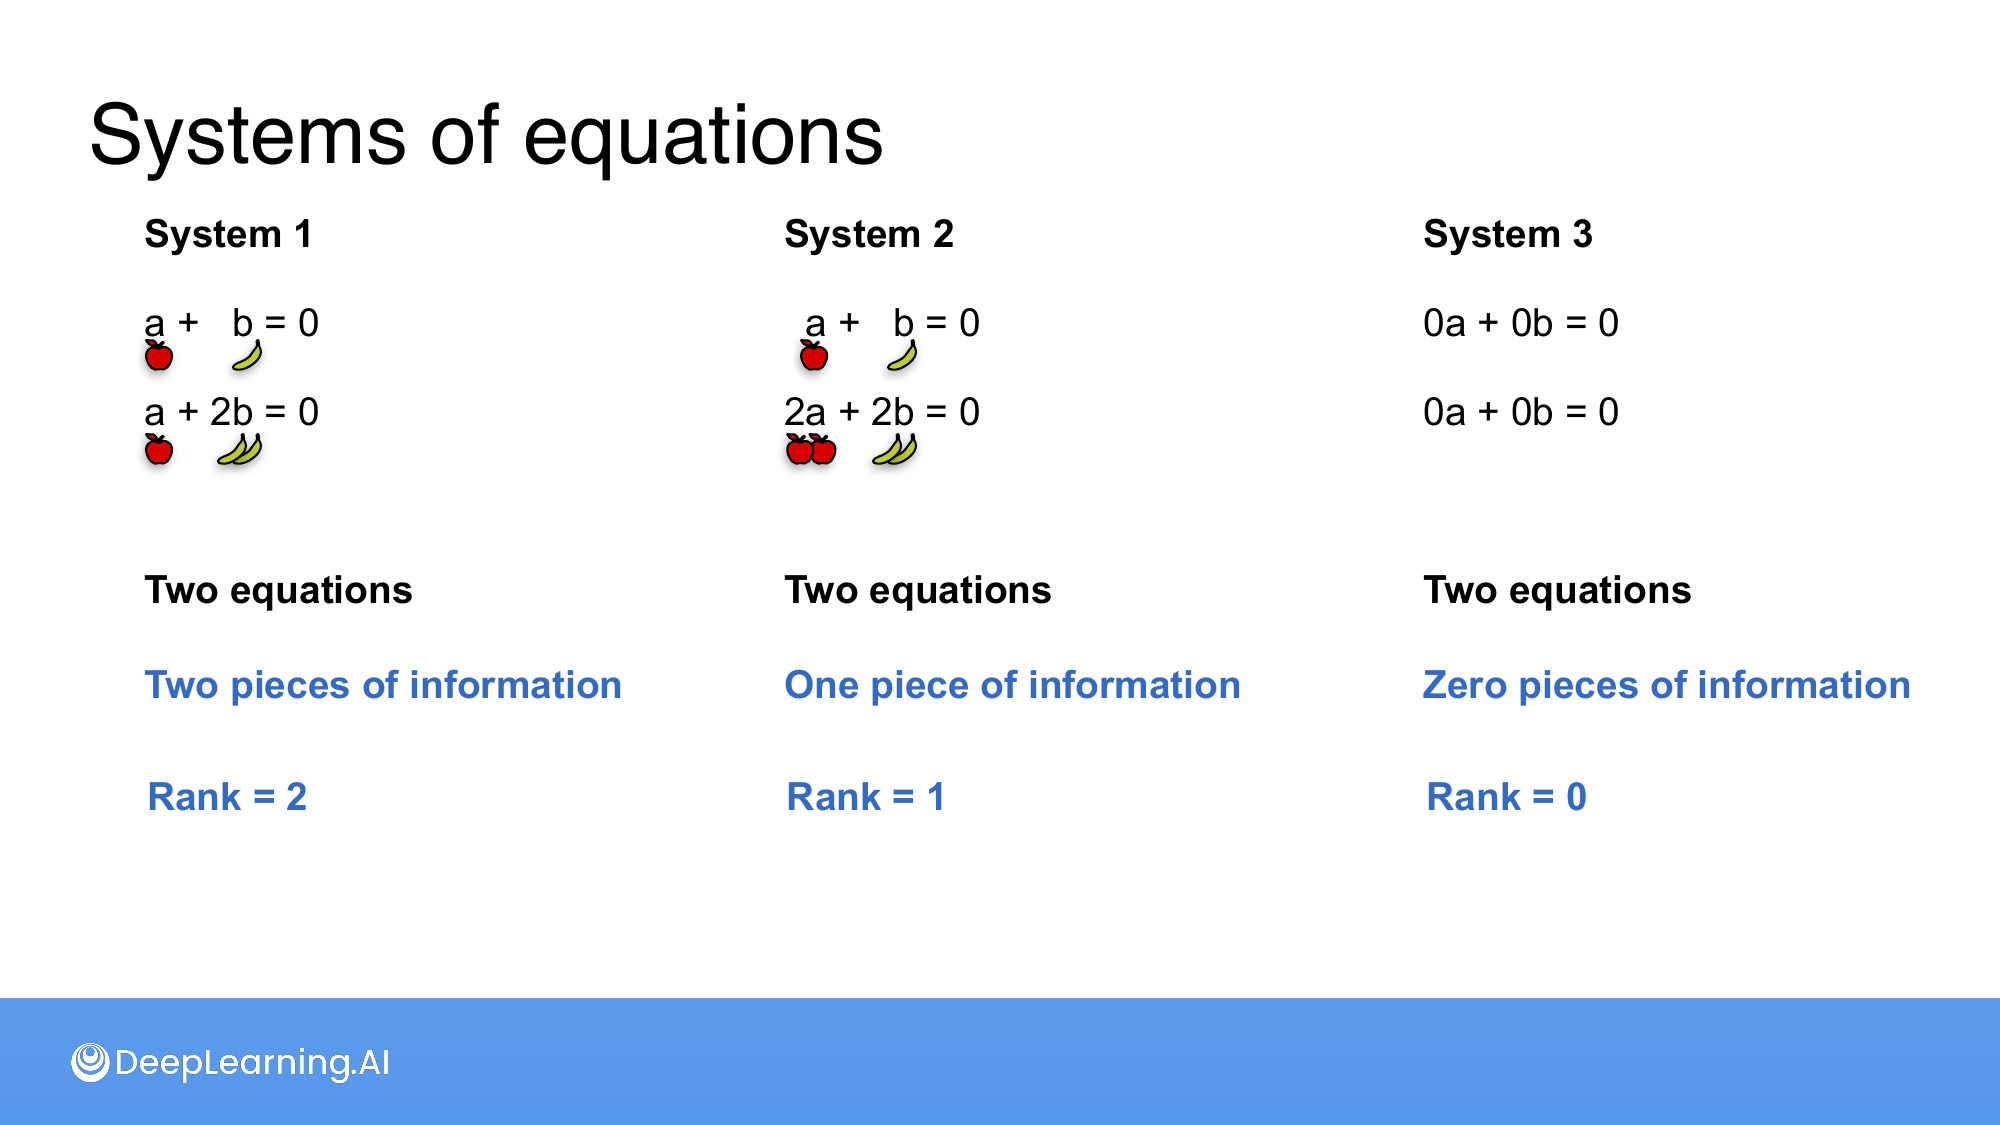 Systems of equations
System 1
a + b = 0
a + 2b = 0
Two equations
Two pieces of information
Rank = 2
System 2
a + b = 0
2a + 2b = 0
Two equations
One piece of information
Rank = 1
System 3
0a + 0b = 0
0a + 0b = 0
Two equations
Zero pieces of information
Rank = 0
DeepLearning.AI